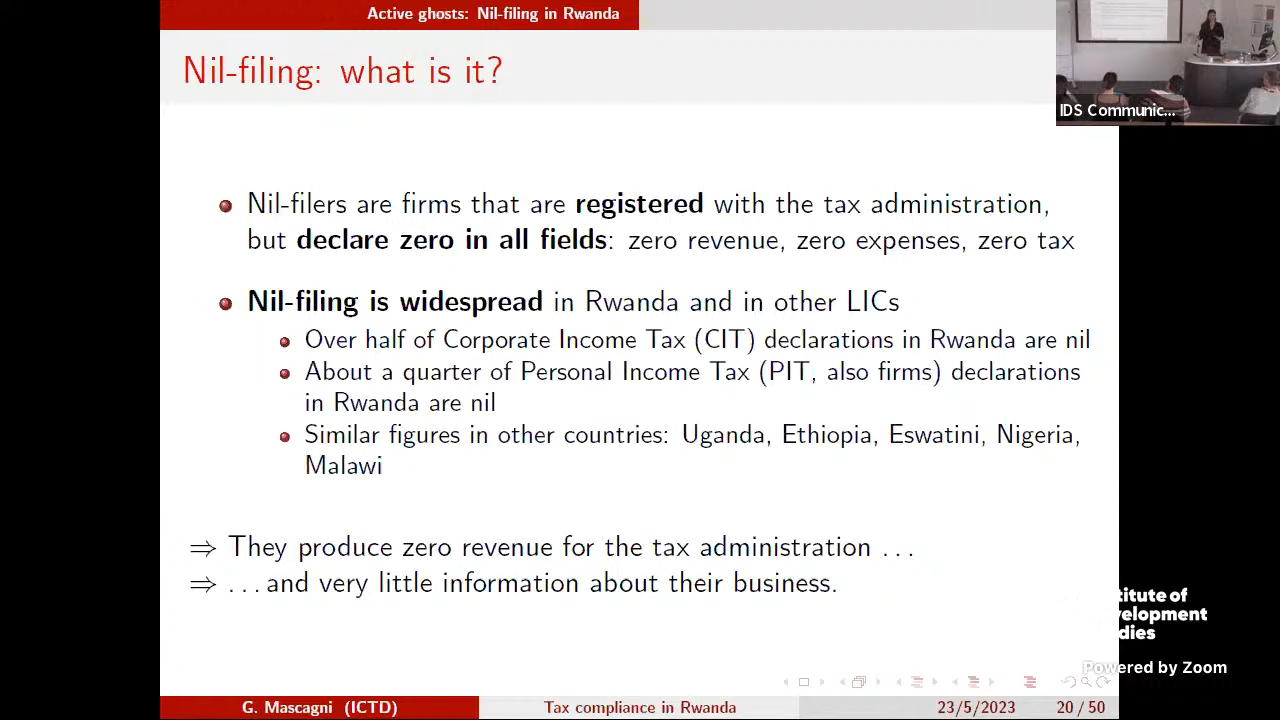 Active ghosts: Nil-filing in Rwanda
Nil-filing: what is it?
IDS Communic...
Nil-filers are firms that are registered with the tax administration,
but declare zero in all fields: zero revenue, zero expenses, zero tax
Nil-filing is widespread in Rwanda and in other LICs
Over half of Corporate Income Tax (CIT) declarations in Rwanda are nil
About a quarter of Personal Income Tax (PIT, also firms) declarations
in Rwanda are nil
Similar figures in other countries: Uganda, Ethiopia, Eswatini, Nigeria,
Malawi
⇒ They produce zero revenue for the tax administration ...
⇒ ...and very little information about their business.
titute of
velopment
dies
Powered by Zoom
G. Mascagni (ICTD)
Tax compliance in Rwanda
23/5/2023
20 / 50